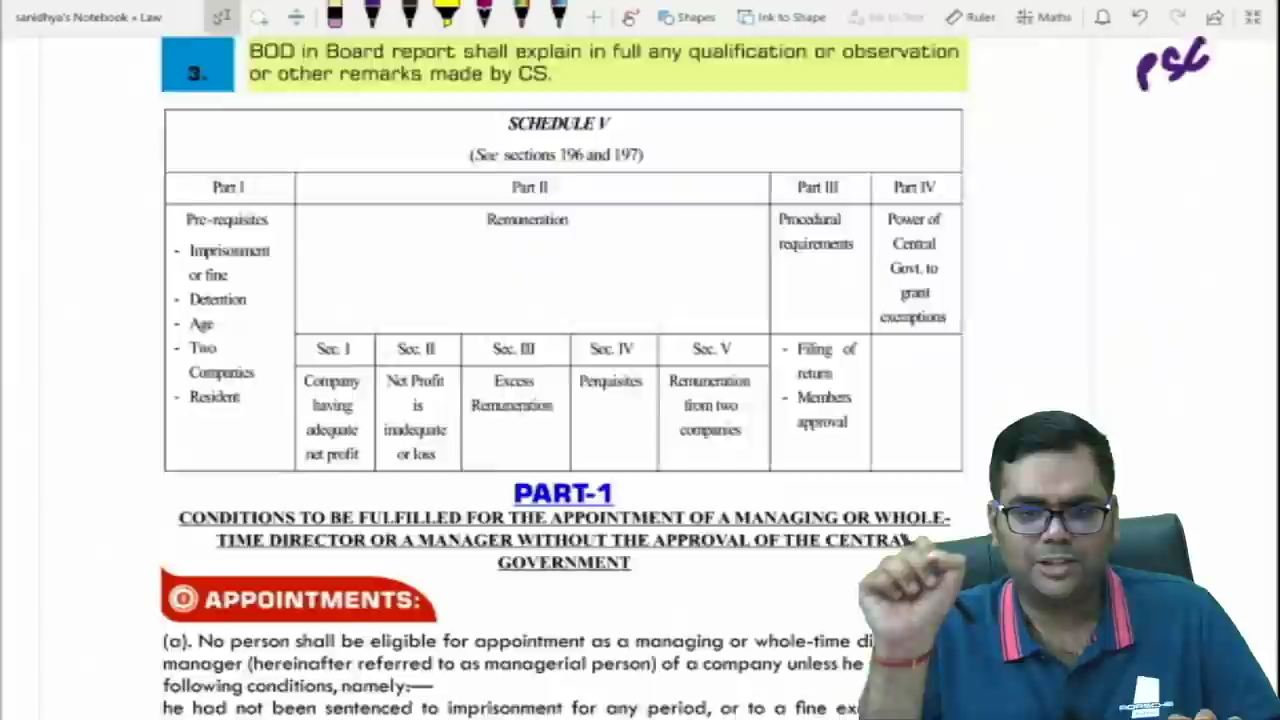 sanidhya's Notebook » Law
Shapes
Ink to Shape
Ink to Text
Ruler
Maths
3.
BOD in Board report shall explain in full any qualification or observation
or other remarks made by CS.
PSC
SCHEDULE V
(See sections 196 and 197)
Part I
Part II
Part III
Part IV
Pre-requisites
- Imprisonment
or fine
- Detention
- Age
- Two
Companies
- Resident
Remuneration
Procedural
requirements
Power of
Central
Govt. to
grant
exemptions
Sec. I
Sec. II
Sec. III
Sec. IV
Sec. V
Company
having
adequate
net profit
Net Profit
is
inadequate
or loss
Excess
Remuneration
Perquisites
Remuneration
from two
companies
- Filing of
return
- Members
approval
PART-1
CONDITIONS TO BE FULFILLED FOR THE APPOINTMENT OF A MANAGING OR WHOLE-
TIME DIRECTOR OR A MANAGER WITHOUT THE APPROVAL OF THE CENTRAL
GOVERNMENT
APPOINTMENTS:
(a). No person shall be eligible for appointment as a managing or whole-time di
manager (hereinafter referred to as managerial person) of a company unless he
following conditions, namely:—
he had not been sentenced to imprisonment for any period, or to a fine ex
PORSCHE